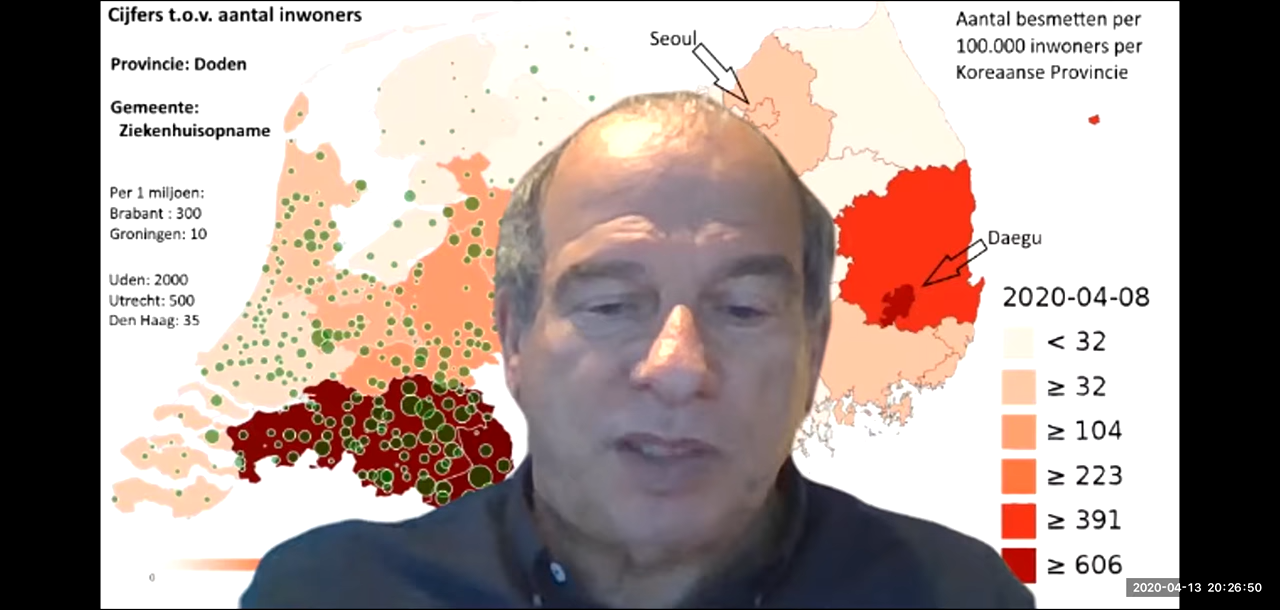 Cijfers t.o.v. aantal inwoners
Provincie: Doden
Gemeente:
Ziekenhuisopname
Per 1 miljoen:
Brabant : 300
Groningen: 10
Uden: 2000
Utrecht: 500
Den Haag: 35
0
Seoul
Aantal besmetten per
100.000 inwoners per
Koreaanse Provincie
Daegu
2020-04-08
< 32
≥ 32
≥ 104
≥ 223
≥ 391
≥ 606
2020-04-13 20:26:50